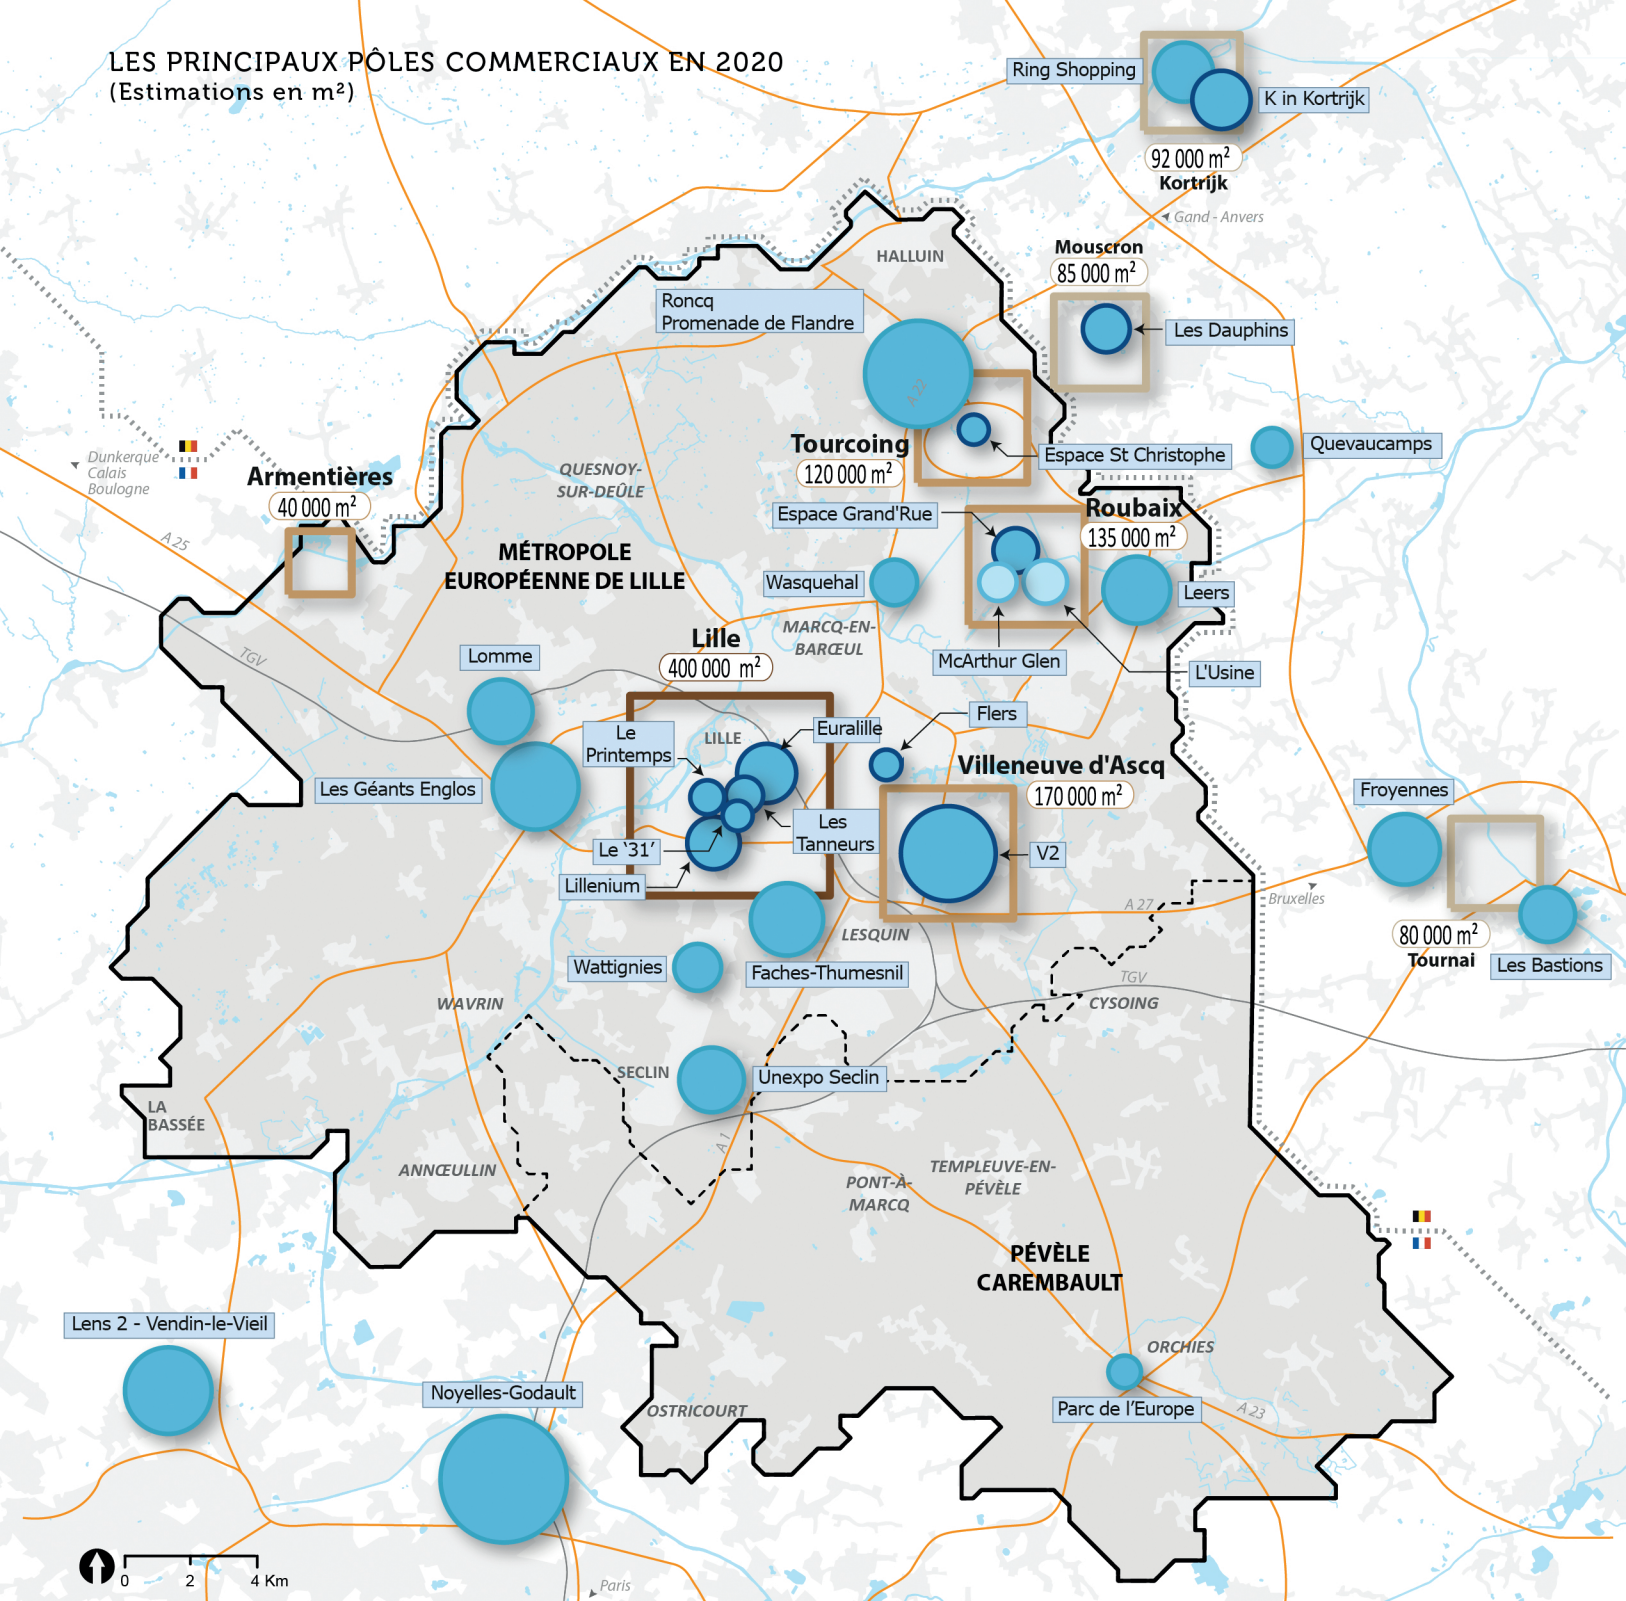 LES PRINCIPAUX PÔLES COMMERCIAUX EN 2020
(Estimations en m²)
Ring Shopping
K in Kortrijk
92 000 m²
Kortrijk
Gand - Anvers
Mouscron
85 000 m²
HALLUIN
Roncq
Promenade de Flandre
Les Dauphins
A 22
Tourcoing
120 000 m²
Espace St Christophe
Quevaucamps
Dunkerque
Calais
Boulogne
Armentières
40 000 m²
A 25
QUESNOY-
SUR-DEÛLE
Espace Grand'Rue
Roubaix
135 000 m²
MÉTROPOLE
EUROPÉENNE DE LILLE
Wasquehal
Leers
MARCQ-EN-
BARŒUL
McArthur Glen
L'Usine
TGV
Lomme
Lille
400 000 m²
Flers
Le
Printemps
LILLE
Euralille
Villeneuve d'Ascq
170 000 m²
Les Géants Englos
Froyennes
Les
Tanneurs
Le ‘31’
V2
Lillenium
A 27
Bruxelles
LESQUIN
80 000 m²
Tournai
Les Bastions
Wattignies
Faches-Thumesnil
TGV
WAVRIN
CYSOING
SECLIN
Unexpo Seclin
LA
BASSÉE
A 1
ANNŒULLIN
PONT-À-
MARCQ
TEMPLEUVE-EN-
PÉVÈLE
PÉVÈLE
CAREMBAULT
Lens 2 - Vendin-le-Vieil
ORCHIES
Noyelles-Godault
OSTRICOURT
Parc de l’Europe
A 23
0 2 4 Km
Paris